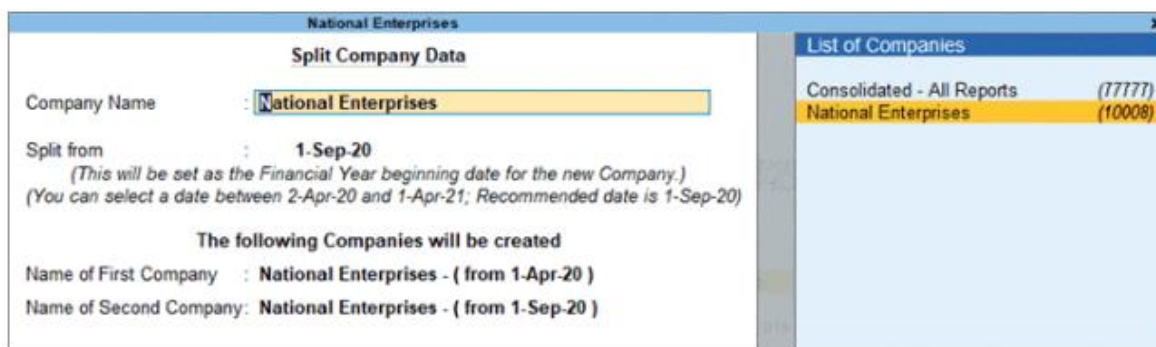 National Enterprises
Split Company Data
Company Name : National Enterprises
Split from : 1-Sep-20
(This will be set as the Financial Year beginning date for the new Company.)
(You can select a date between 2-Apr-20 and 1-Apr-21; Recommended date is 1-Sep-20)
The following Companies will be created
Name of First Company : National Enterprises - ( from 1-Apr-20 )
Name of Second Company : National Enterprises - ( from 1-Sep-20 )
List of Companies
Consolidated - All Reports (77777)
National Enterprises (10008)